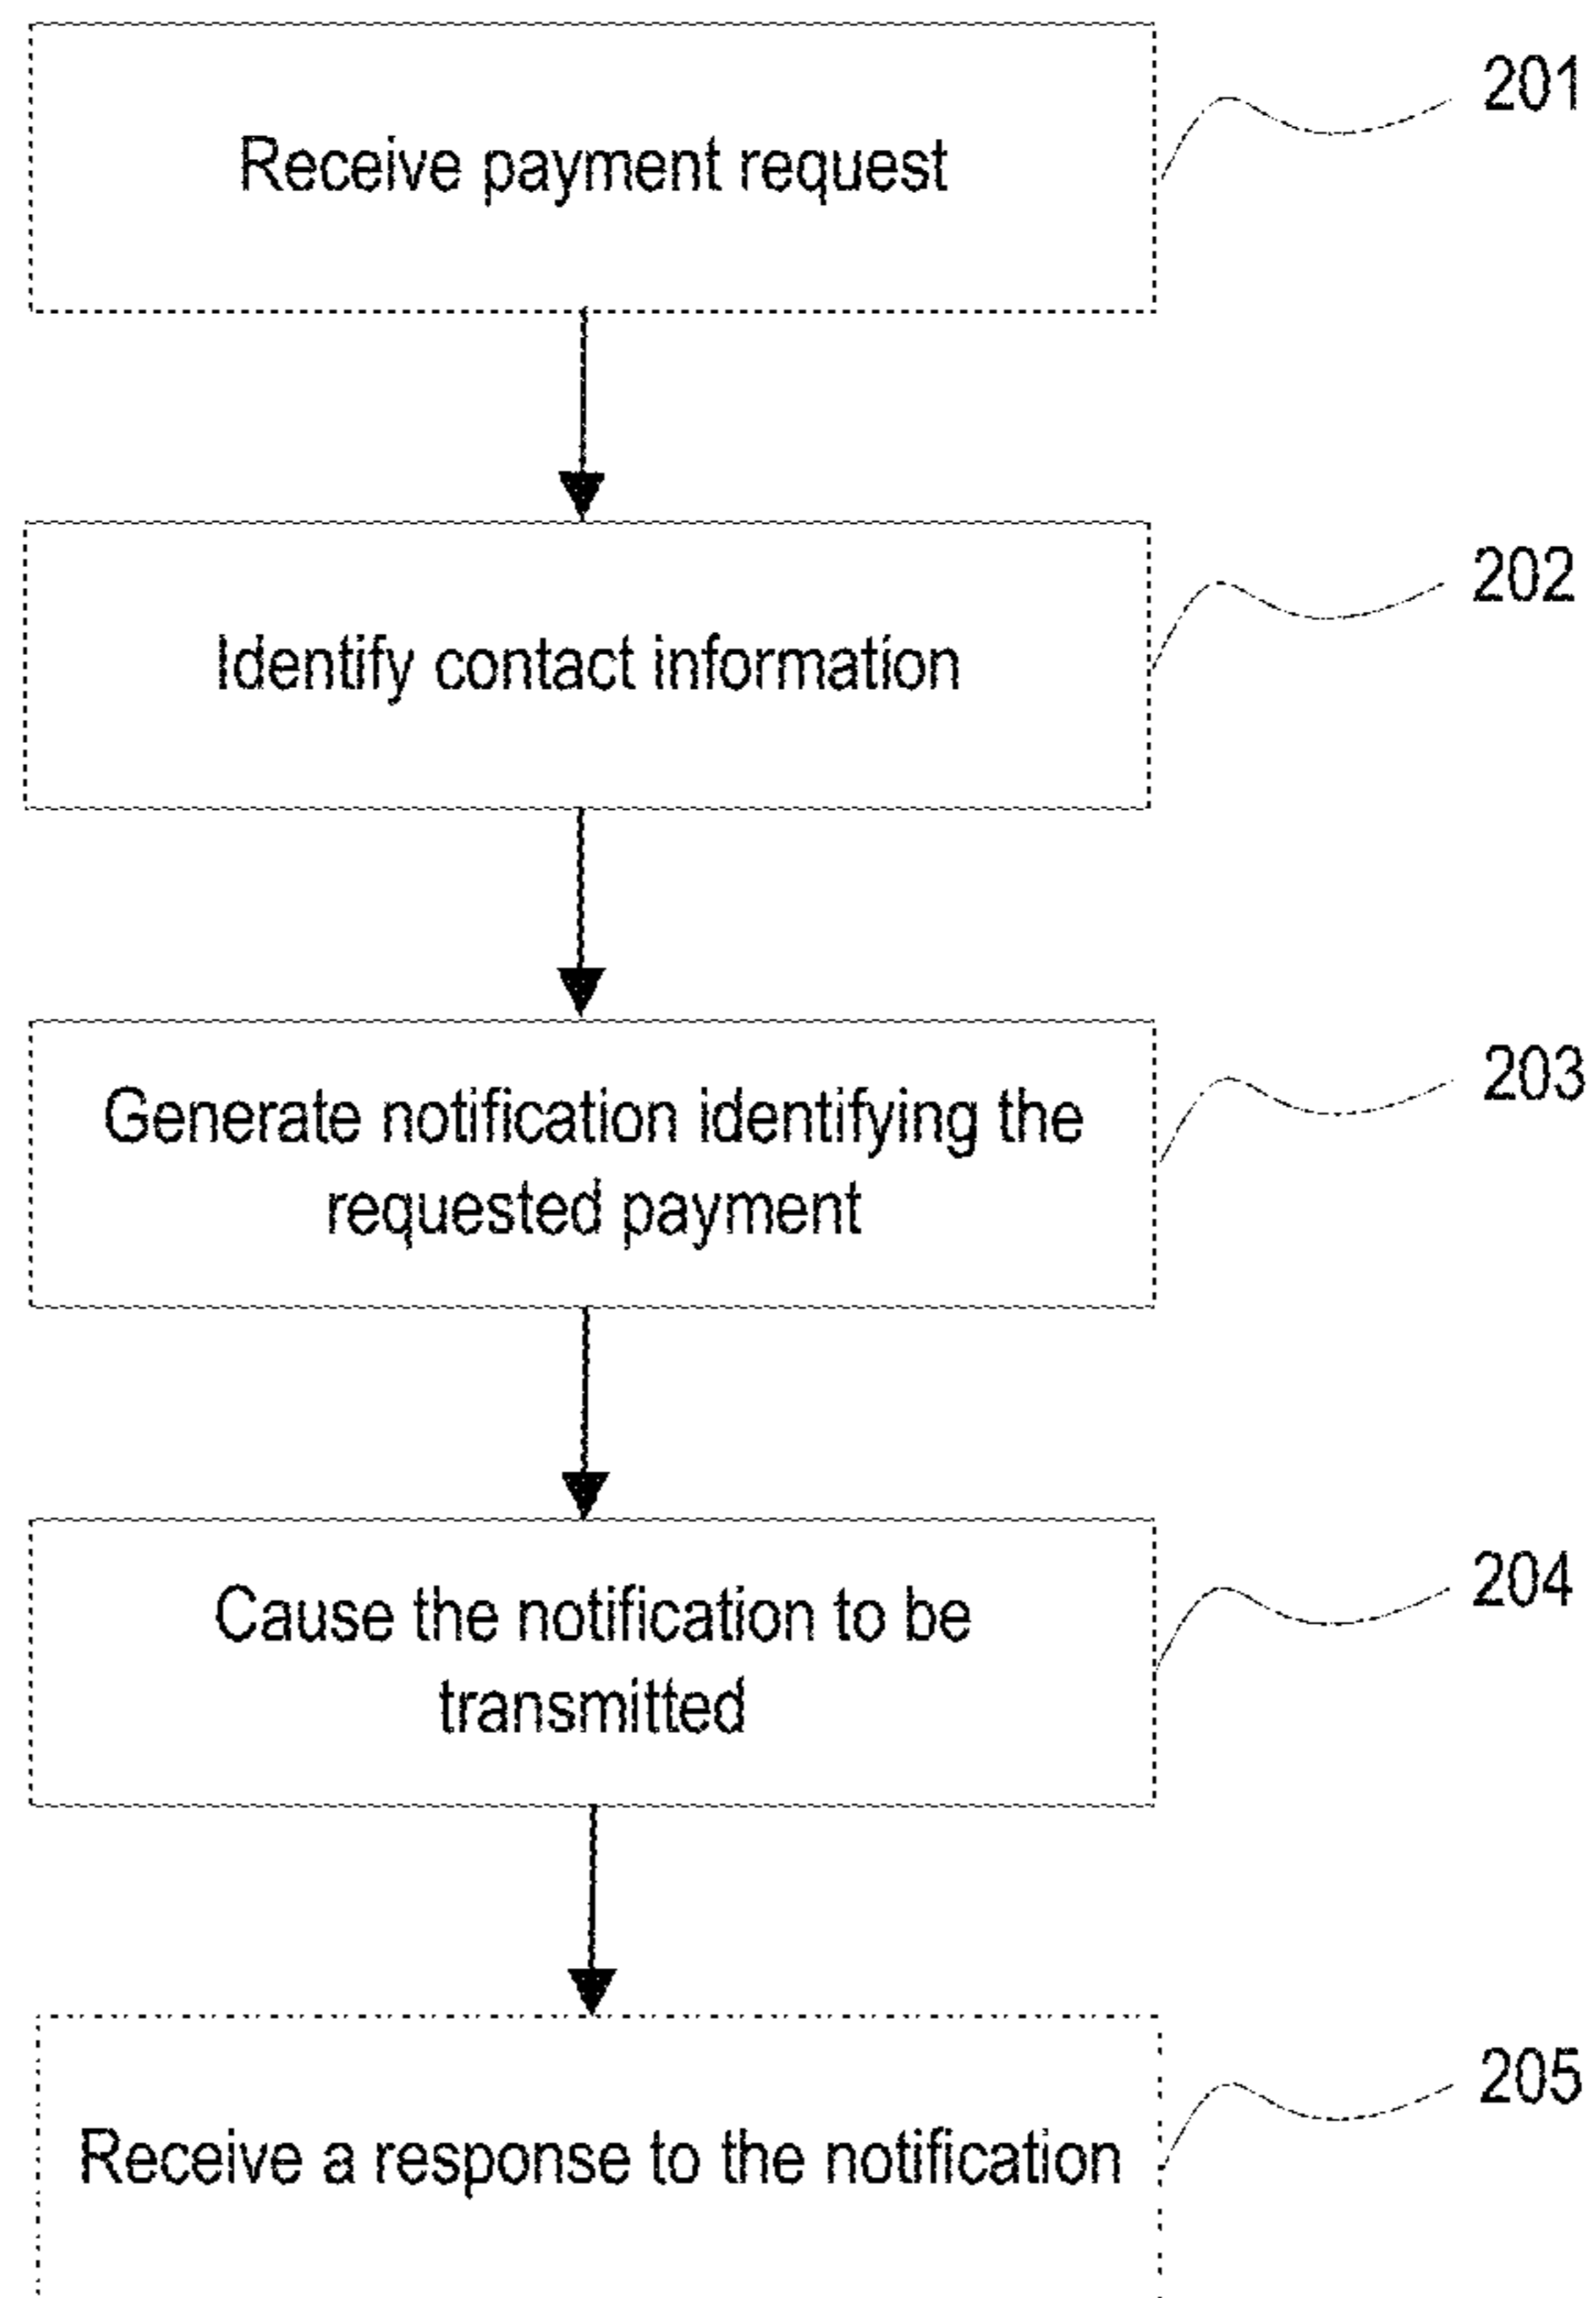 Receive payment request
201
Identify contact information
202
Generate notification identifying the
requested payment
203
Cause the notification to be
transmitted
204
Receive a response to the notification
205